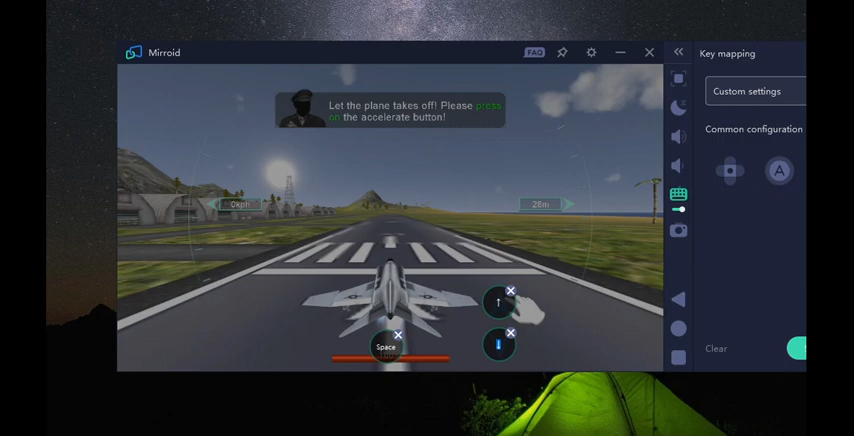 Mirroid
FAQ
Key mapping
Let the plane takes off! Please press
on the accelerate button!
Custom settings
Common configuration
A
0kph
28m
↑
↓
Space
Clear